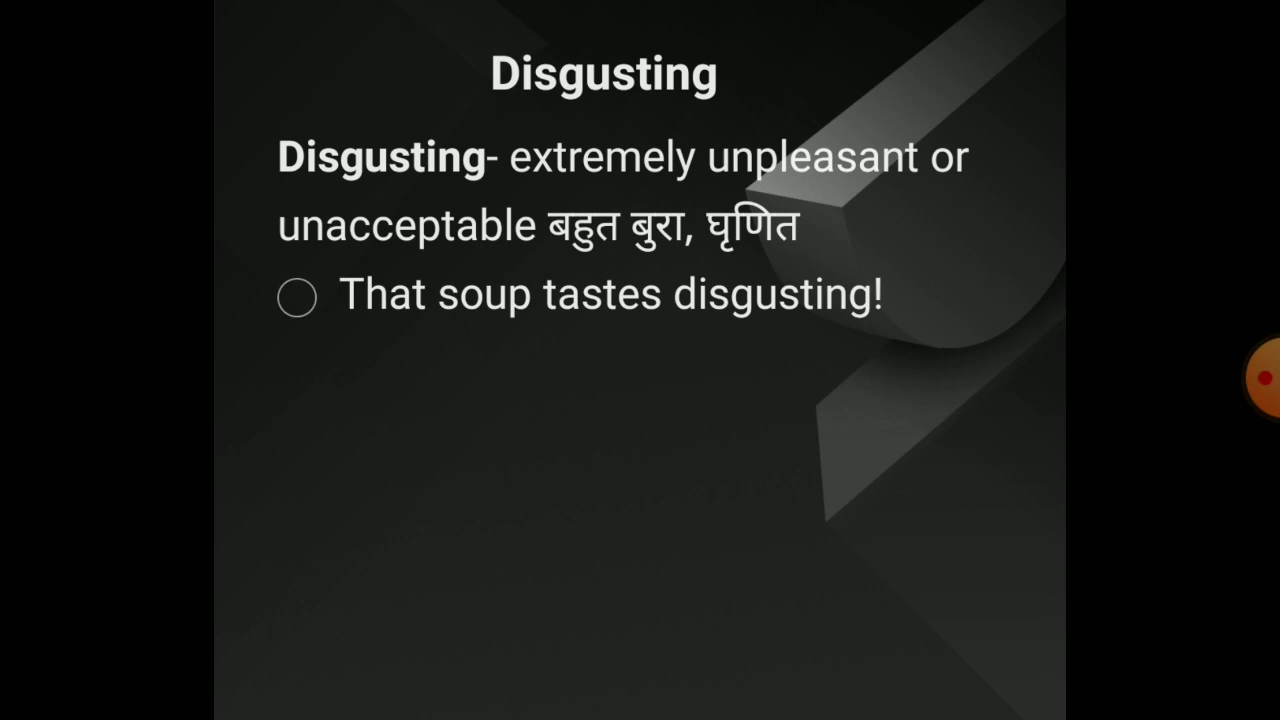 Disgusting
Disgusting- extremely unpleasant or
unacceptable बहुत बुरा, घृणित
That soup tastes disgusting!